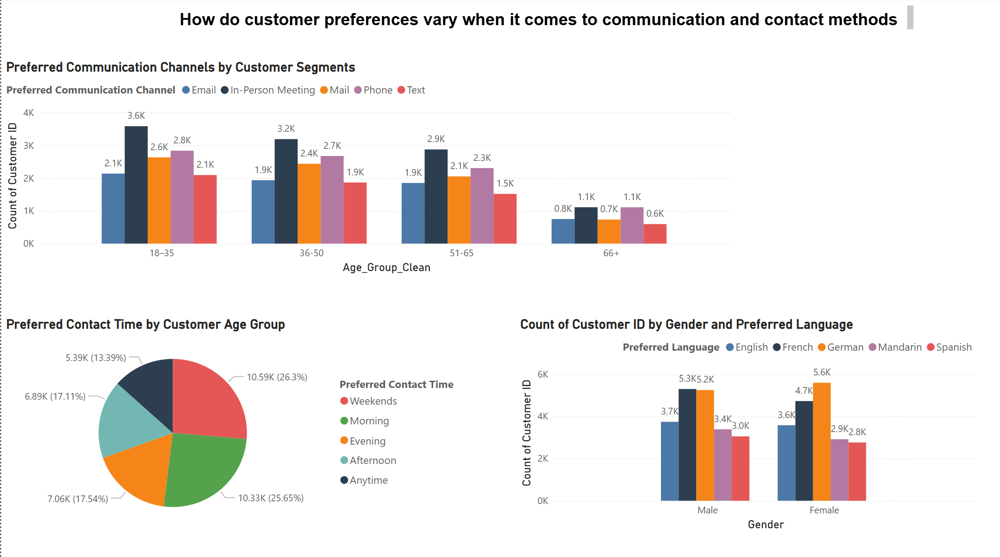 How do customer preferences vary when it comes to communication and contact methods
Preferred Communication Channels by Customer Segments
Preferred Communication Channel Email In-Person Meeting Mail Phone Text
Count of Customer ID
4K
3K
2K
1K
0K
2.1K 3.6K 2.6K 2.8K 2.1K
1.9K 3.2K 2.4K 2.7K 1.9K
1.9K 2.9K 2.1K 2.3K 1.5K
0.8K 1.1K 0.7K 1.1K 0.6K
18–35 36-50 51-65 66+
Age_Group_Clean
Preferred Contact Time by Customer Age Group
5.39K (13.39%)
10.59K (26.3%)
6.89K (17.11%)
7.06K (17.54%)
10.33K (25.65%)
Preferred Contact Time
Weekends
Morning
Evening
Afternoon
Anytime
Count of Customer ID by Gender and Preferred Language
Preferred Language English French German Mandarin Spanish
Count of Customer ID
6K
4K
2K
0K
3.7K 5.3K 5.2K 3.4K 3.0K
3.6K 4.7K 5.6K 2.9K 2.8K
Male Female
Gender